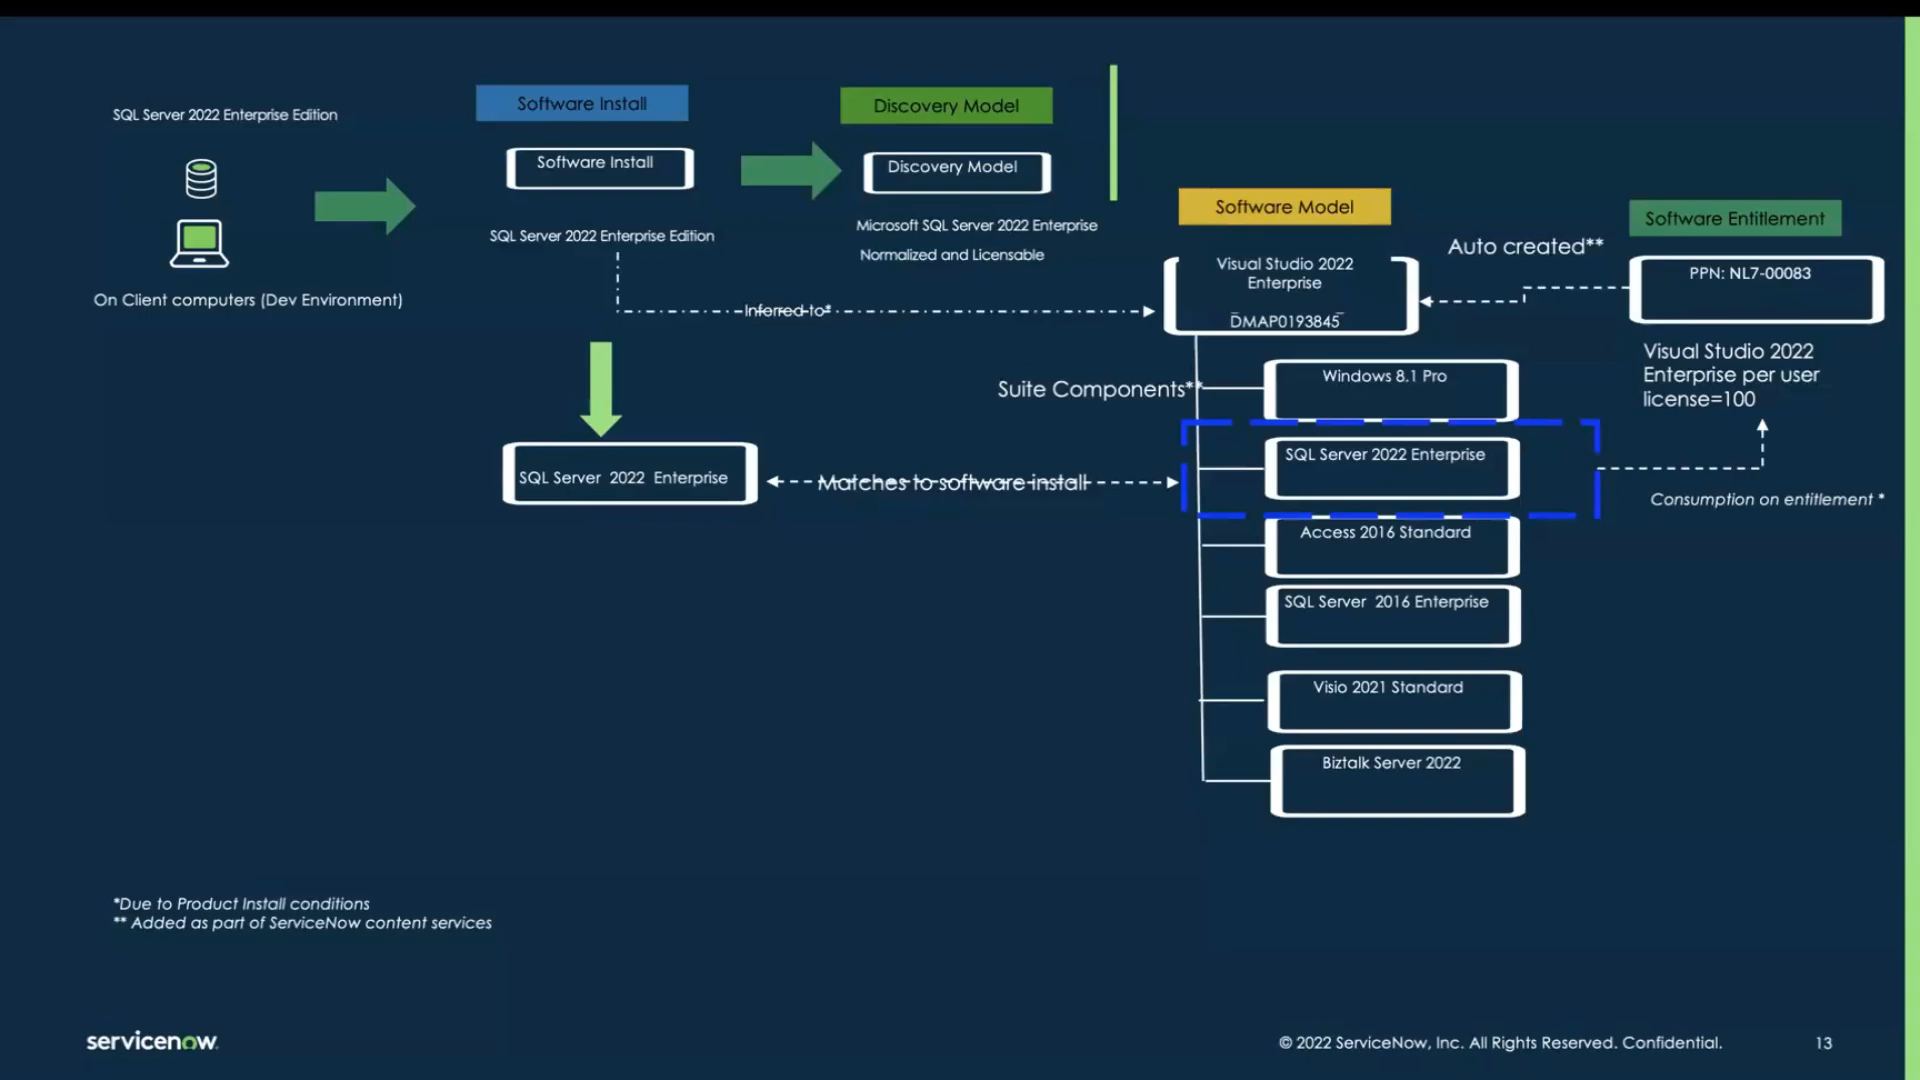 SQL Server 2022 Enterprise Edition
On Client computers (Dev Environment)
Software Install
Software Install
SQL Server 2022 Enterprise Edition
Discovery Model
Discovery Model
Microsoft SQL Server 2022 Enterprise
Normalized and Licensable
Inferred to*
Software Model
Visual Studio 2022
Enterprise
DMAP0193845
Auto created**
Software Entitlement
PPN: NL7-00083
Visual Studio 2022
Enterprise per user
license=100
Suite Components**
Windows 8.1 Pro
SQL Server 2022 Enterprise
Matches to software install
SQL Server 2022 Enterprise
Consumption on entitlement *
Access 2016 Standard
SQL Server 2016 Enterprise
Visio 2021 Standard
Biztalk Server 2022
*Due to Product Install conditions
** Added as part of ServiceNow content services
servicenow
© 2022 ServiceNow, Inc. All Rights Reserved. Confidential.
13